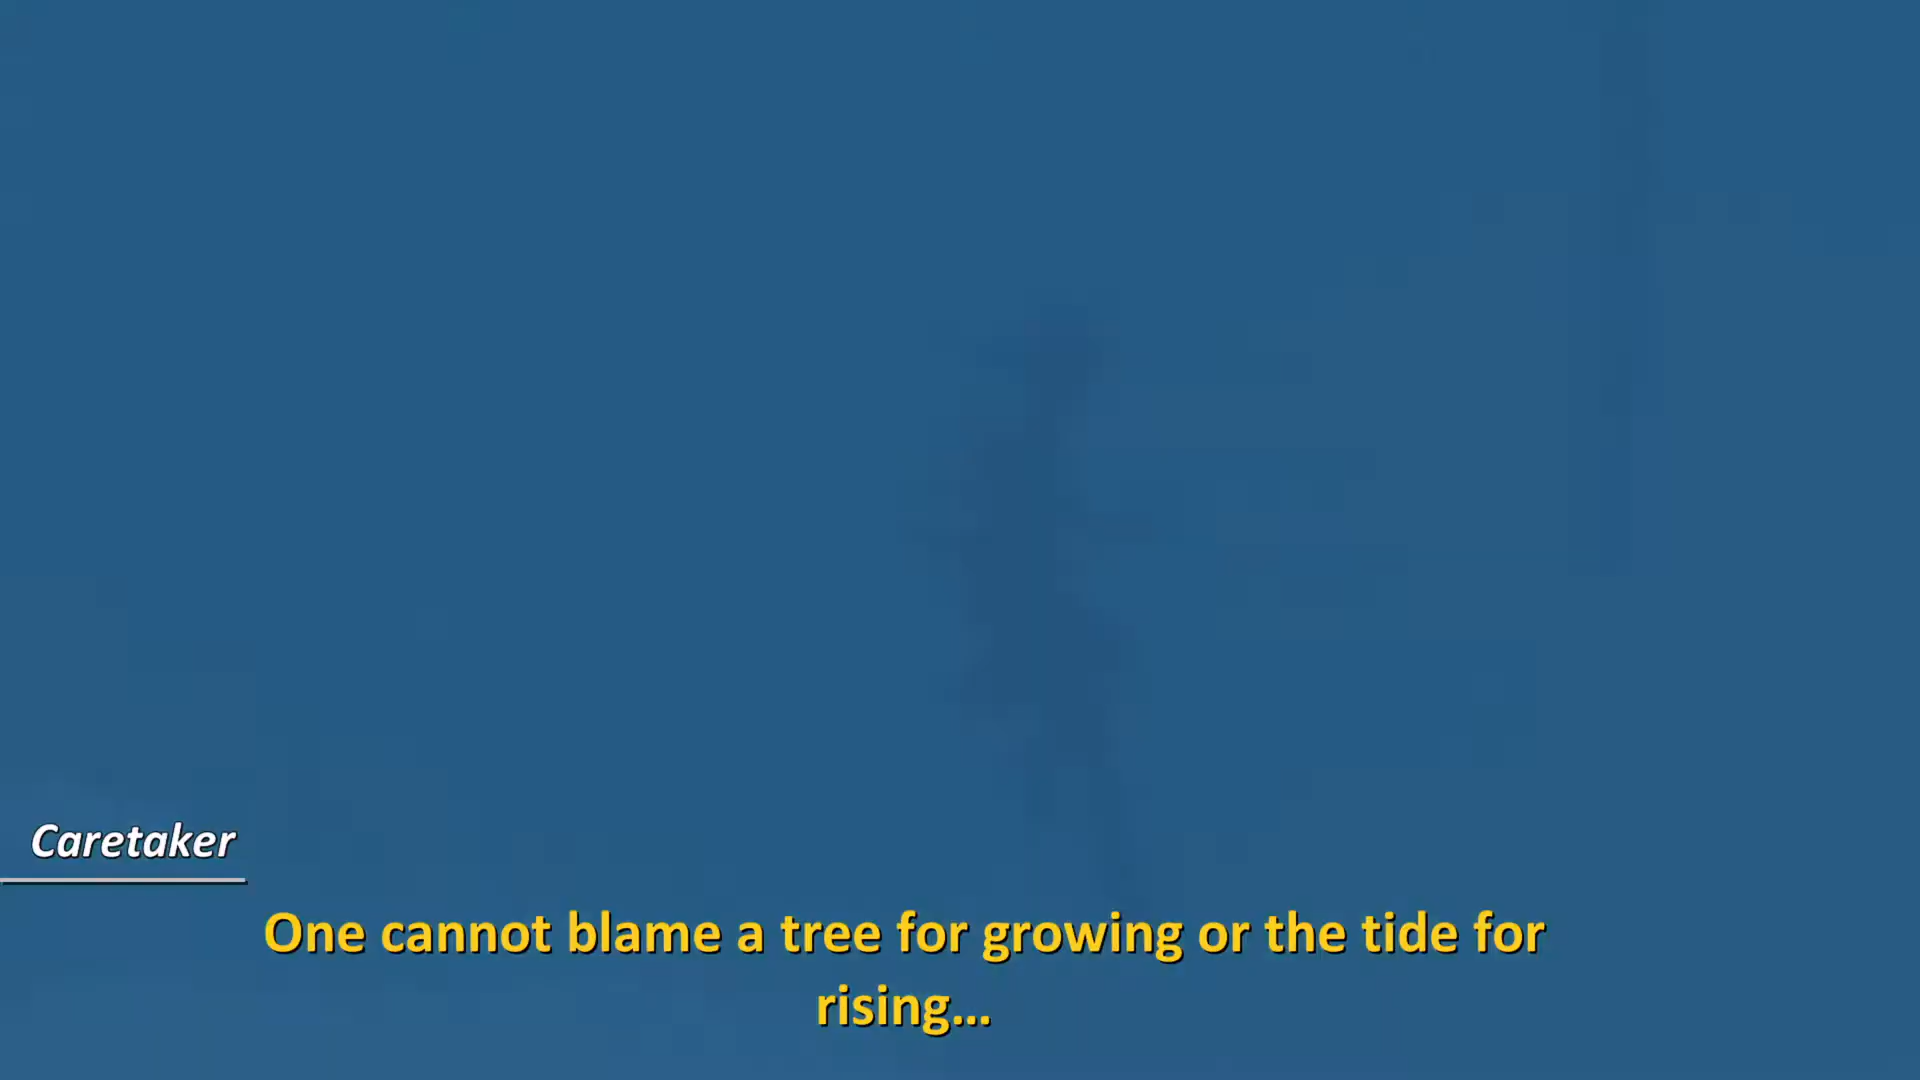 Caretaker
One cannot blame a tree for growing or the tide for
rising...